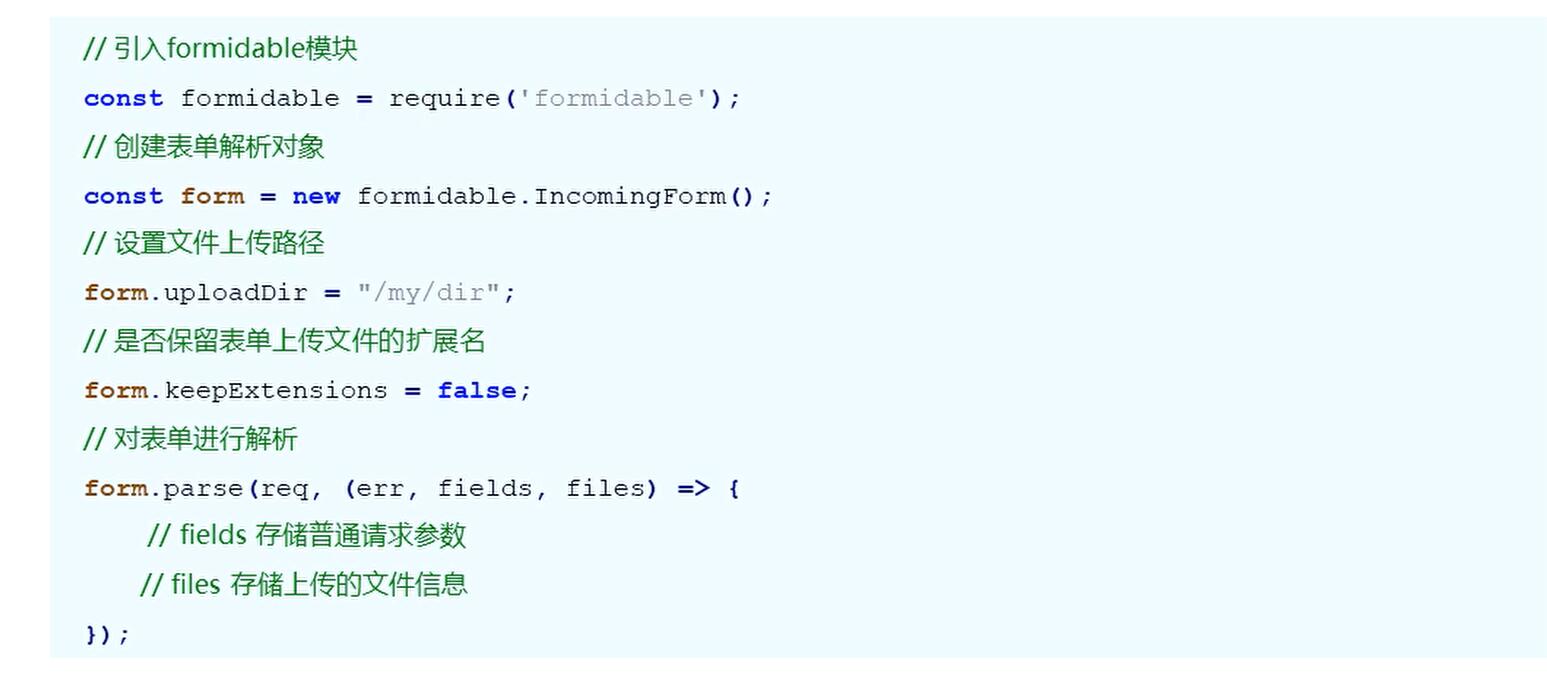 // 引入formidable模块
const formidable = require('formidable');
// 创建表单解析对象
const form = new formidable.IncomingForm();
// 设置文件上传路径
form.uploadDir = "/my/dir";
// 是否保留表单上传文件的扩展名
form.keepExtensions = false;
// 对表单进行解析
form.parse(req, (err, fields, files) => {
// fields 存储普通请求参数
// files 存储上传的文件信息
});